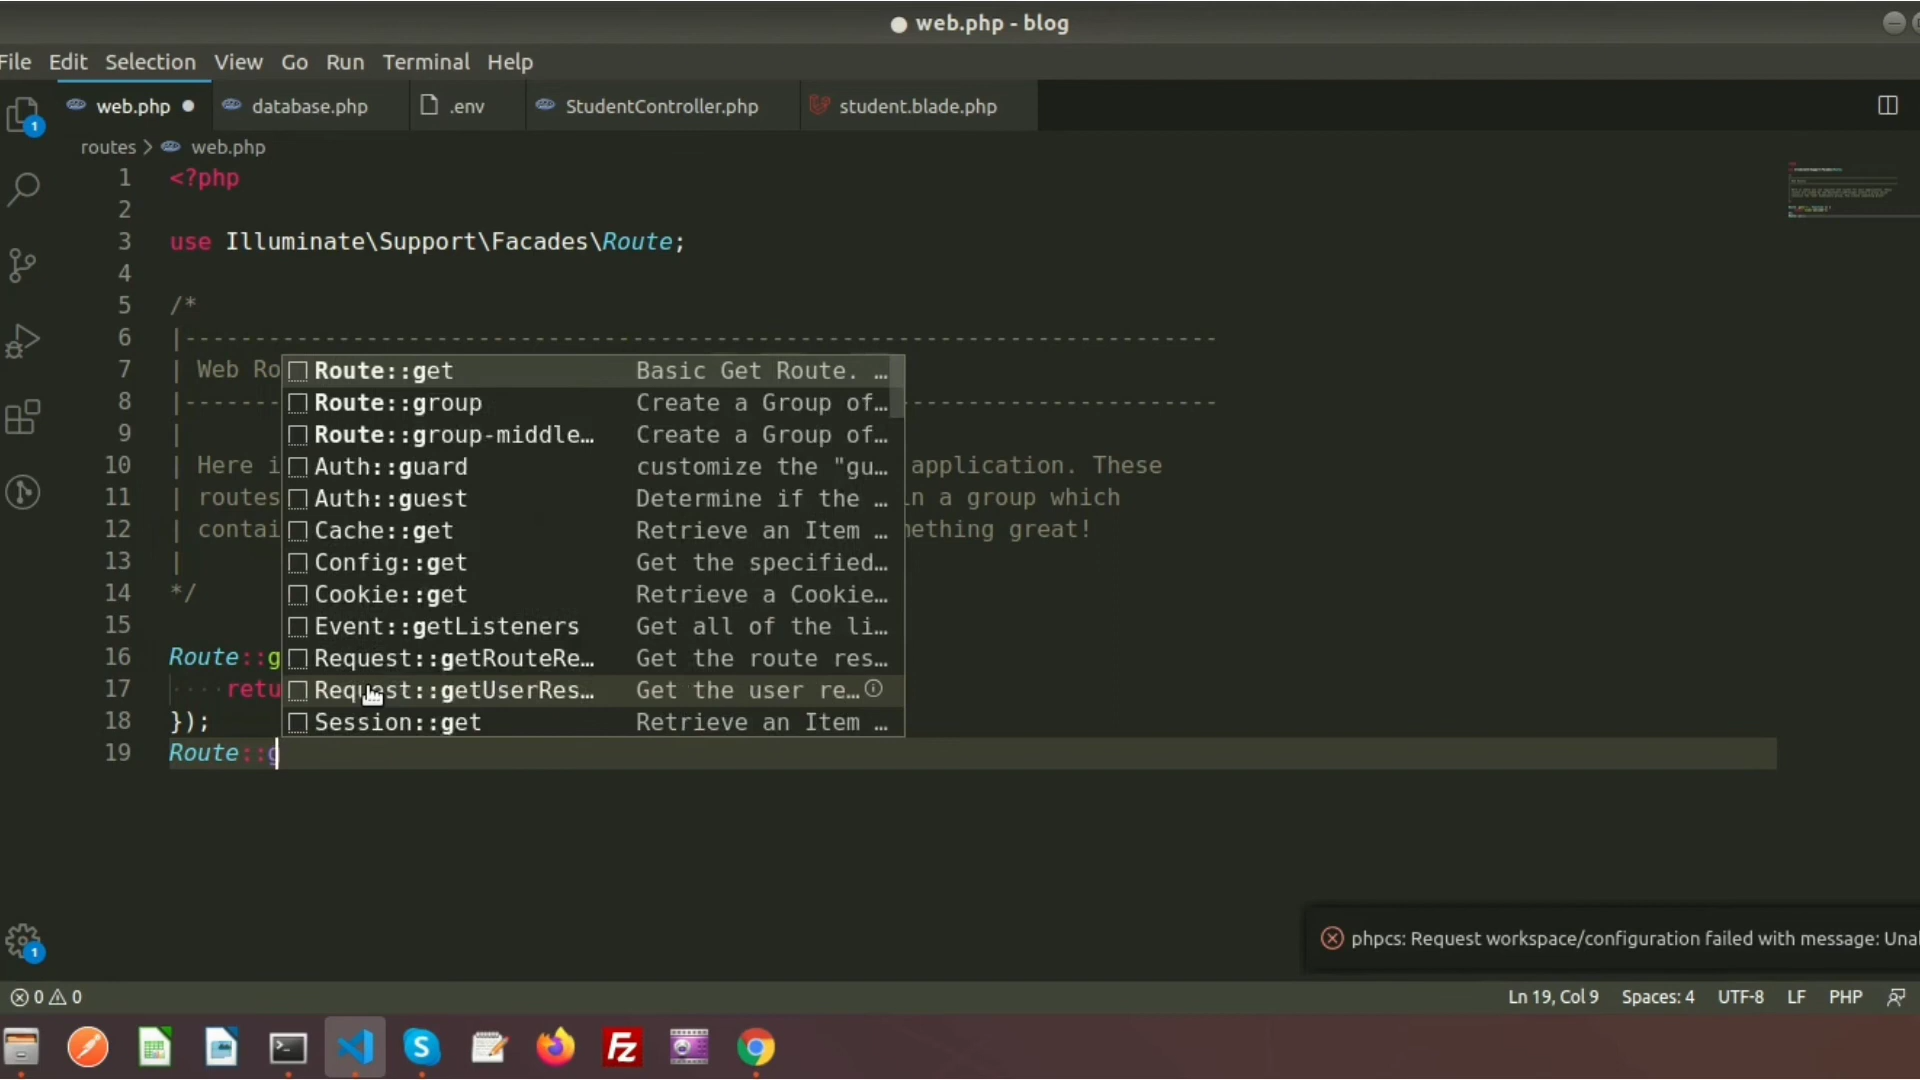 ● web.php - blog
File Edit Selection View Go Run Terminal Help
web.php ● database.php .env StudentController.php student.blade.php
1
routes > web.php
1 <?php
2
3 use Illuminate\Support\Facades\Route;
4
5 /*
6 |--------------------------------------------------------------------------
7 | Web Ro
Route::get Basic Get Route. …
8 |-------
Route::group Create a Group of…
9 |
Route::group-middle… Create a Group of…
10 | Here i
Auth::guard customize the "gu…
application. These
11 | routes
Auth::guest Determine if the …
n a group which
12 | contai
Cache::get Retrieve an Item …
ething great!
13 |
Config::get Get the specified…
14 */
Cookie::get Retrieve a Cookie…
15
Event::getListeners Get all of the li…
16 Route::g
Request::getRouteRe… Get the route res…
17 ····retu
Request::getUserRes… Get the user re…
18 });
Session::get Retrieve an Item …
19 Route::g
phpcs: Request workspace/configuration failed with message: Una
1
0 0
Ln 19, Col 9 Spaces: 4 UTF-8 LF PHP
S
Fz